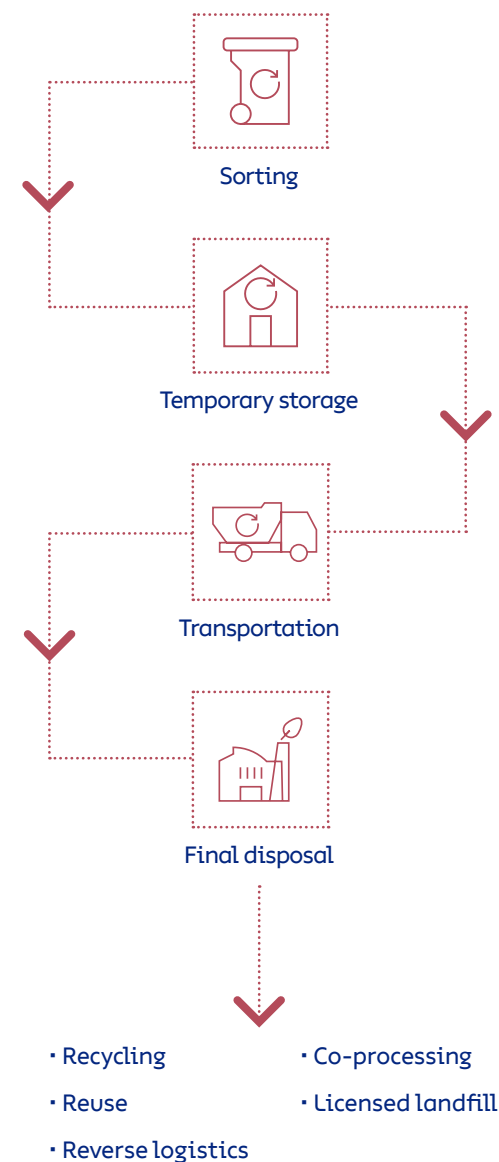 Sorting
Temporary storage
Transportation
Final disposal
· Recycling
· Reuse
· Reverse logistics
· Co-processing
· Licensed landfill